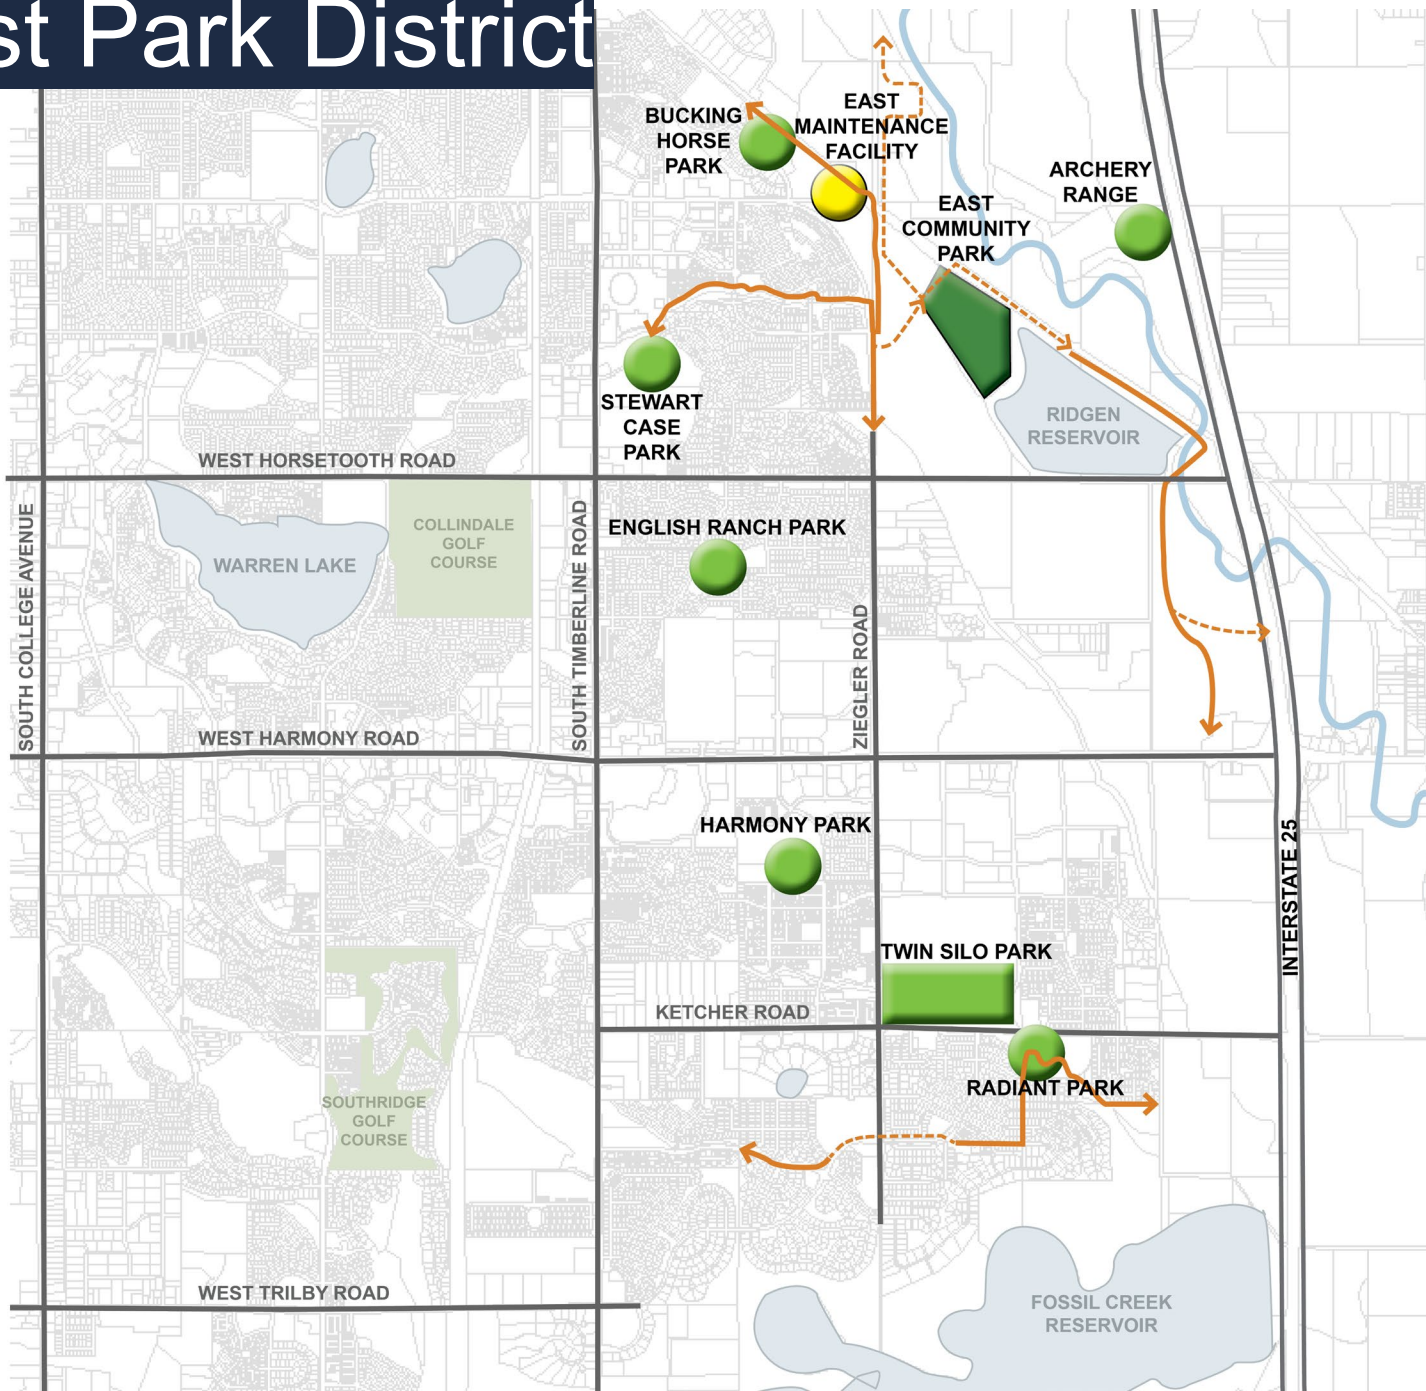 st Park District
BUCKING
HORSE
PARK
EAST
MAINTENANCE
FACILITY
ARCHERY
RANGE
EAST
COMMUNITY
PARK
STEWART
CASE
PARK
RIDGEN
RESERVOIR
WEST HORSETOOTH ROAD
SOUTH COLLEGE AVENUE
WARREN LAKE
COLLINDALE
GOLF
COURSE
SOUTH TIMBERLINE ROAD
ENGLISH RANCH PARK
ZIEGLER ROAD
WEST HARMONY ROAD
HARMONY PARK
INTERSTATE 25
TWIN SILO PARK
KETCHER ROAD
RADIANT PARK
SOUTHRIDGE
GOLF
COURSE
WEST TRILBY ROAD
FOSSIL CREEK
RESERVOIR